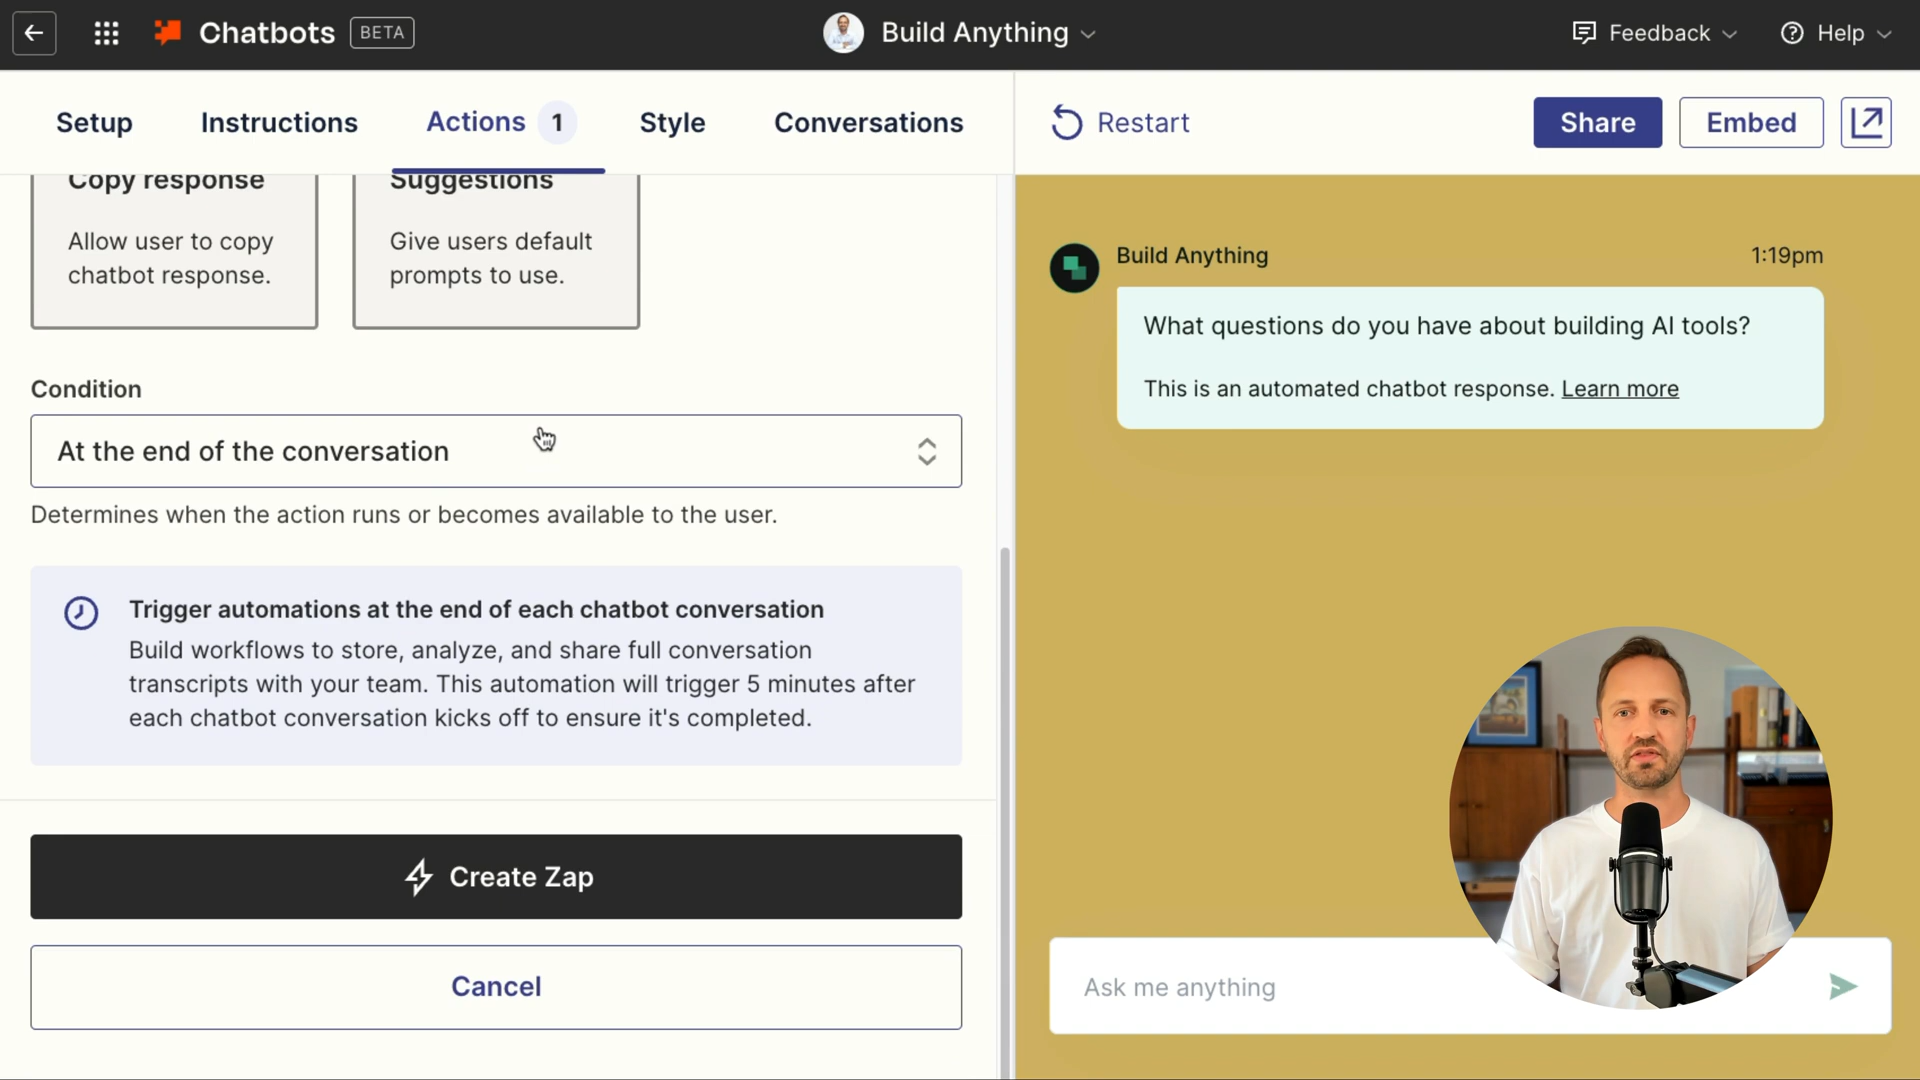 Chatbots BETA
Build Anything
Feedback
Help
Setup
Instructions
Actions 1
Style
Conversations
Restart
Share
Embed
Copy response
Allow user to copy
chatbot response.
Suggestions
Give users default
prompts to use.
Condition
At the end of the conversation
Determines when the action runs or becomes available to the user.
Trigger automations at the end of each chatbot conversation
Build workflows to store, analyze, and share full conversation
transcripts with your team. This automation will trigger 5 minutes after
each chatbot conversation kicks off to ensure it's completed.
Create Zap
Cancel
Build Anything 1:19pm
What questions do you have about building AI tools?
This is an automated chatbot response. Learn more
Ask me anything